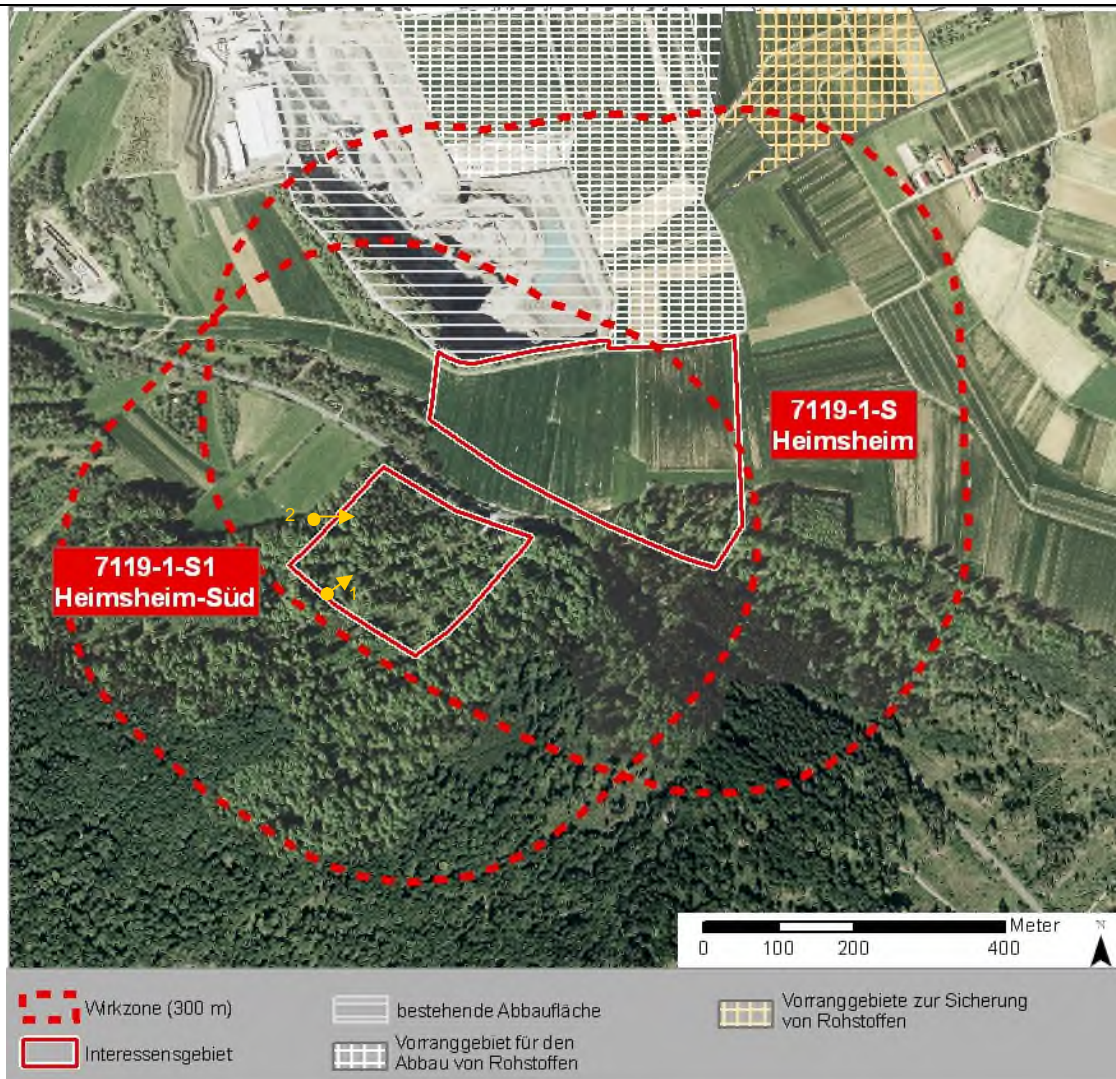 7119-1-S
Heimsheim
2
7119-1-S1
Heimsheim-Süd
1
Meter
N
0 100 200 400
Wirkzone (300 m)
Interessensgebiet
bestehende Abbaufläche
Vorranggebiet für den
Abbau von Rohstoffen
Vorranggebiete zur Sicherung
von Rohstoffen